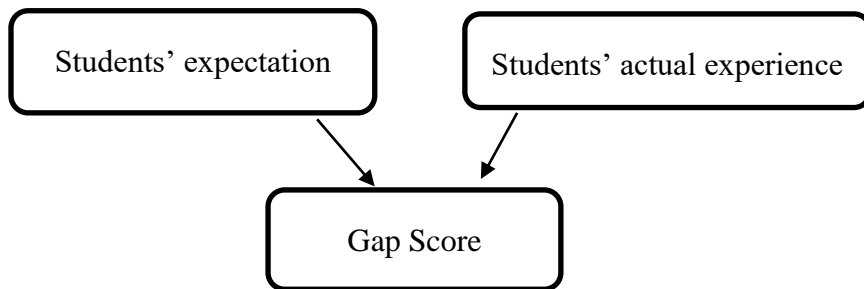 Students’ expectation
Students’ actual experience
Gap Score